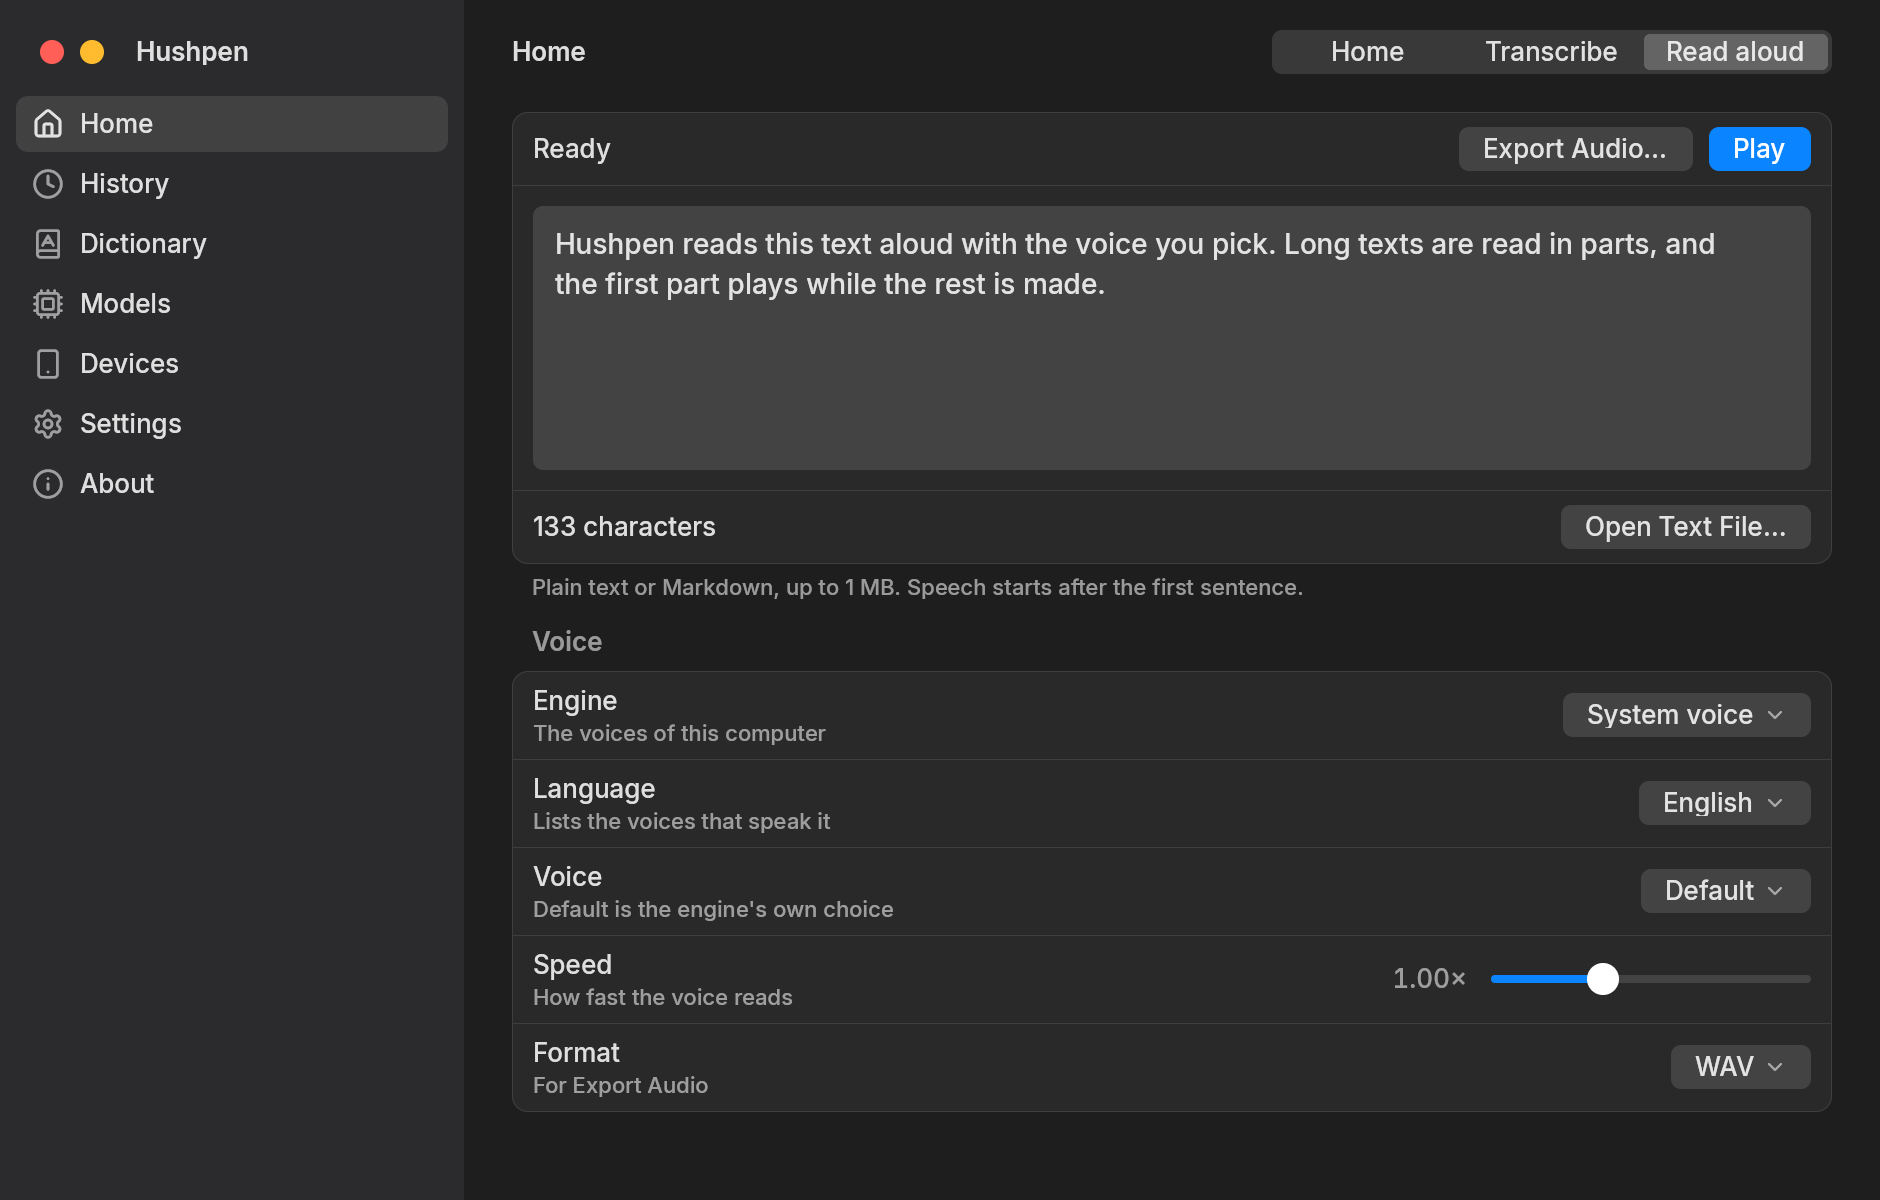 Hushpen
Home
History
Dictionary
Models
Devices
Settings
About
Home
Home Transcribe Read aloud
Ready
Export Audio... Play
Hushpen reads this text aloud with the voice you pick. Long texts are read in parts, and
the first part plays while the rest is made.
133 characters
Open Text File...
Plain text or Markdown, up to 1 MB. Speech starts after the first sentence.
Voice
Engine
The voices of this computer
System voice
Language
Lists the voices that speak it
English
Voice
Default is the engine's own choice
Default
Speed
How fast the voice reads
1.00×
Format
For Export Audio
WAV